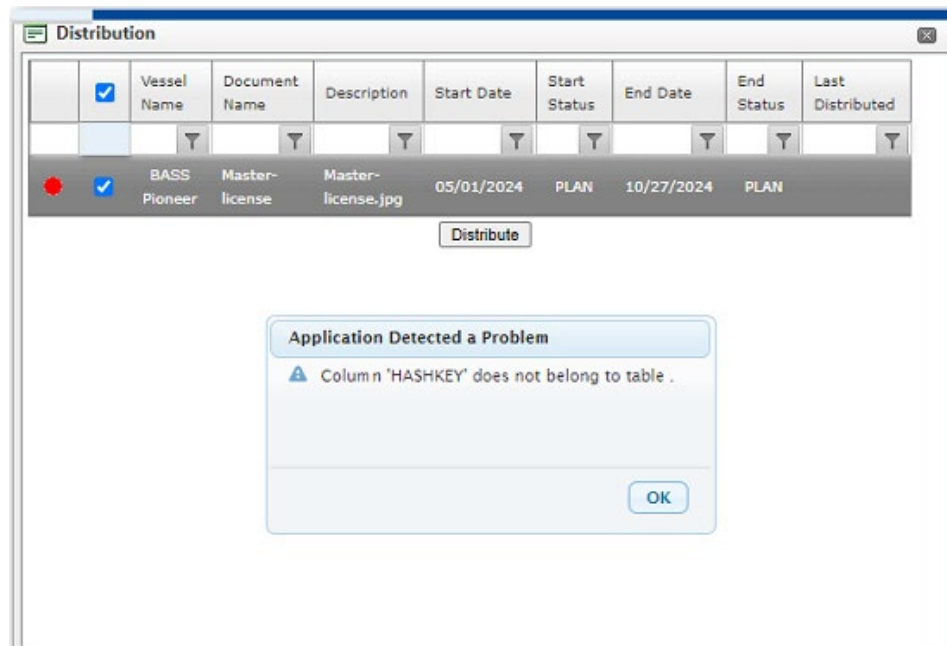 Distribution
Vessel Name
Document Name
Description
Start Date
Start Status
End Date
End Status
Last Distributed
BASS Pioneer
Master-license
Master-license.jpg
05/01/2024
PLAN
10/27/2024
PLAN
Distribute
Application Detected a Problem
Column 'HASHKEY' does not belong to table .
OK